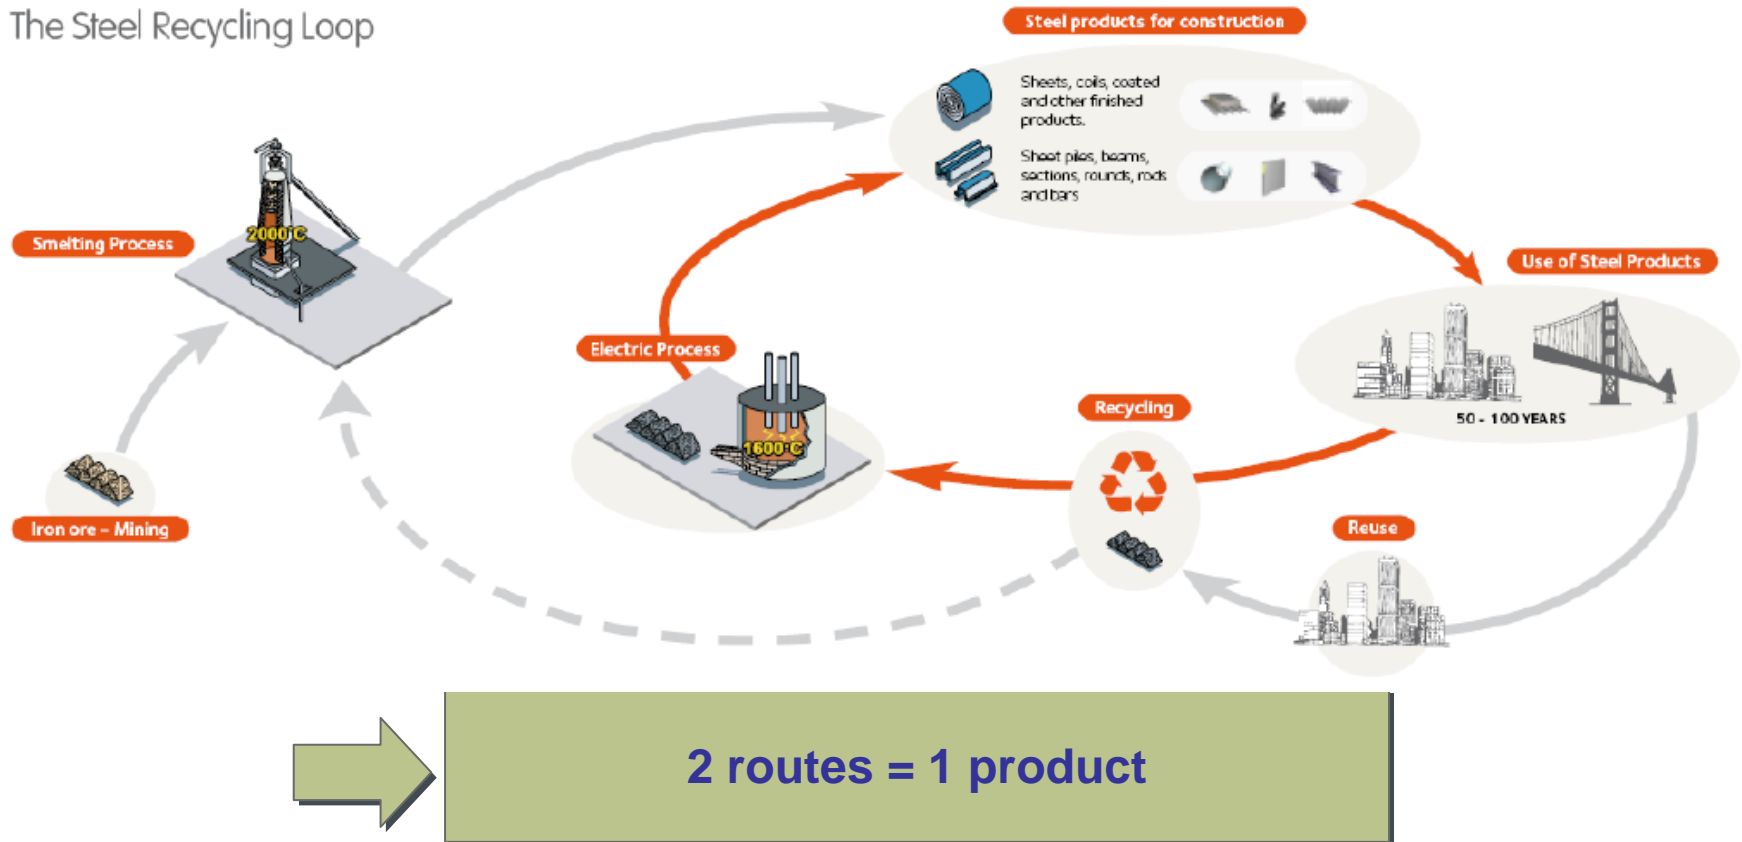 The Steel Recycling Loop
Steel products for construction
Sheets, coils, coated
and other finished
products.
Sheet piles, beams,
sections, rounds, rods
and bars
2000°C
Smelting Process
Use of Steel Products
Electric Process
1600°C
50 - 100 YEARS
Recycling
Iron ore – Mining
Reuse
2 routes = 1 product